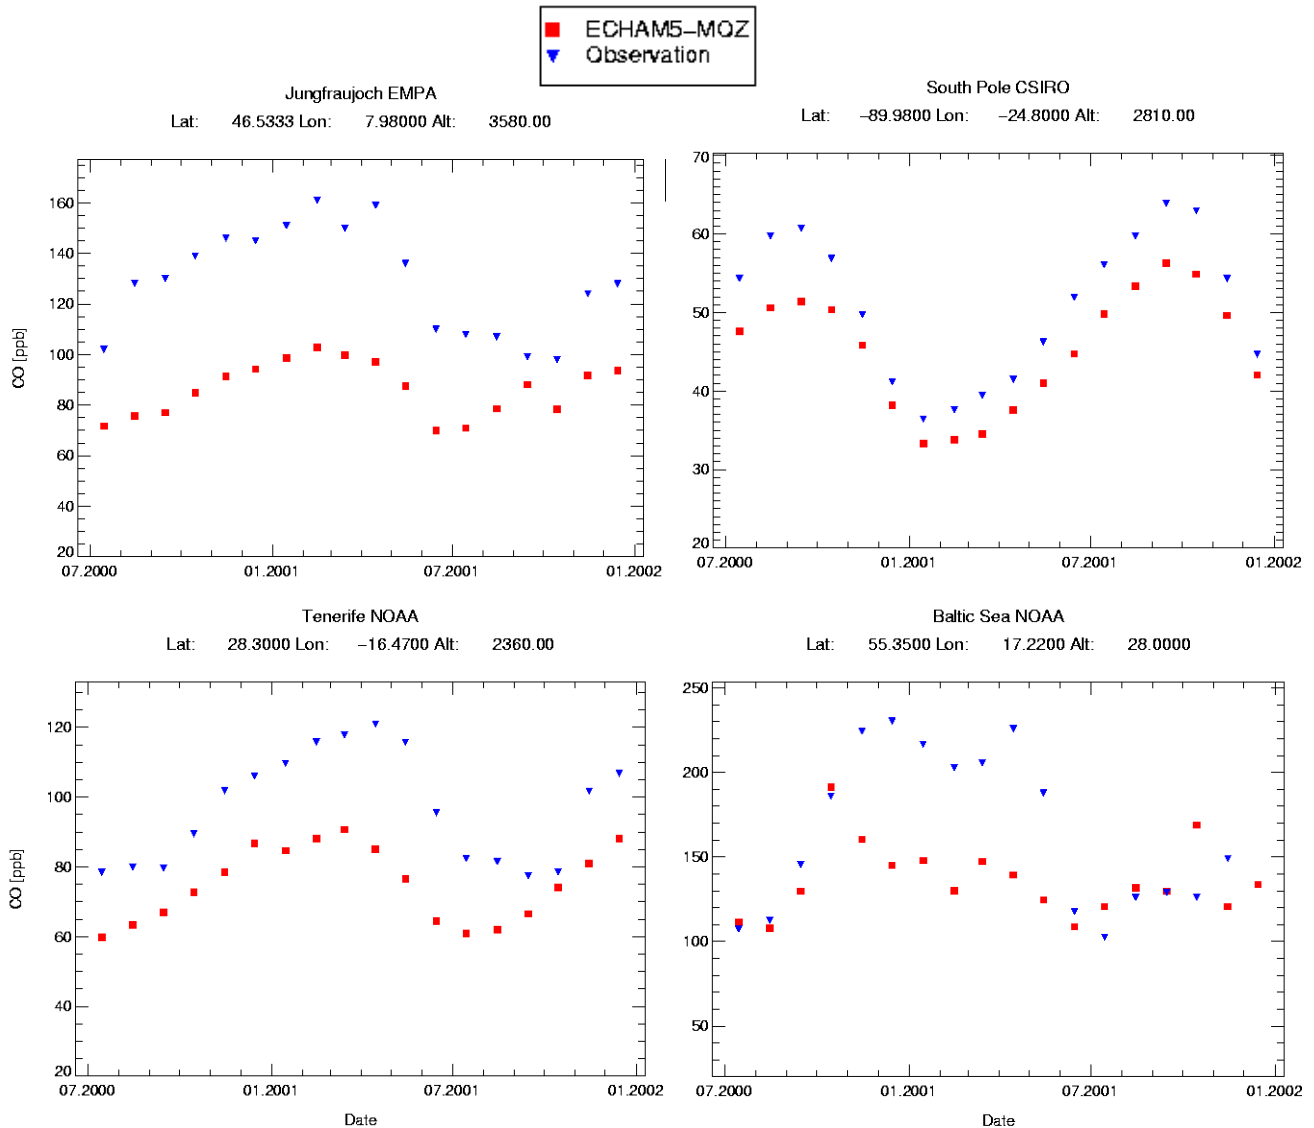 ECHAM5-MOZ
Observation
Jungfraujoch EMPA
Lat: 46.5333 Lon: 7.98000 Alt: 3580.00
160
140
120
100
80
60
40
20
CO [ppb]
07.2000 01.2001 07.2001 01.2002
South Pole CSIRO
Lat: -89.9800 Lon: -24.8000 Alt: 2810.00
70
60
50
40
30
20
07.2000 01.2001 07.2001 01.2002
Tenerife NOAA
Lat: 28.3000 Lon: -16.4700 Alt: 2360.00
120
100
80
60
40
20
CO [ppb]
07.2000 01.2001 07.2001 01.2002
Date
Baltic Sea NOAA
Lat: 55.3500 Lon: 17.2200 Alt: 28.0000
250
200
150
100
50
07.2000 01.2001 07.2001 01.2002
Date